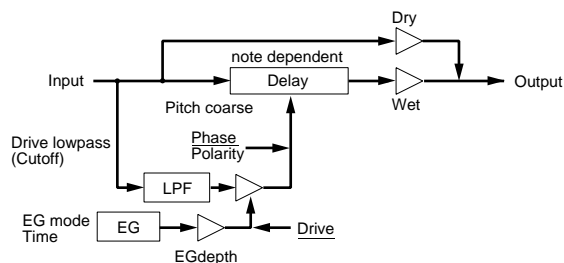 Dry
note dependent
Input
Delay
Output
Pitch coarse
Wet
Phase
Polarity
Drive lowpass
(Cutoff)
LPF
EG mode
Time
EG
Drive
EGdepth